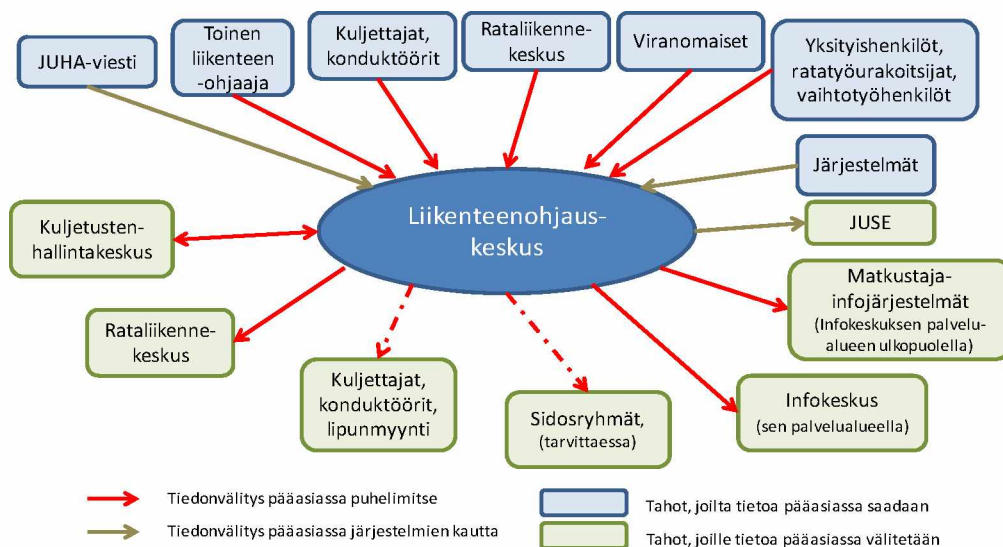 JUHA-viesti
Toinen
liikenteen
-ohjaaja
Kuljettajat,
konduktöörit
Rataliikenne-
keskus
Viranomaiset
Yksityishenkilöt,
ratatyöurakoitsijat,
vaihtotyöhenkilöt
Järjestelmät
Liikenteenohjaus-
keskus
Kuljetusten-
hallintakeskus
JUSE
Matkustaja-
infojärjestelmät
(Infokeskuksen palvelu-
alueen ulkopuolella)
Rataliikenne-
keskus
Kuljettajat,
konduktöörit,
lipunmyynti
Sidosryhmät,
(tarvittaessa)
Infokeskus
(sen palvelualueella)
Tiedonvälitys pääasiassa puhelimitse
Tiedonvälitys pääasiassa järjestelmien kautta
Tahot, joilta tietoa pääasiassa saadaan
Tahot, joille tietoa pääasiassa välitetään